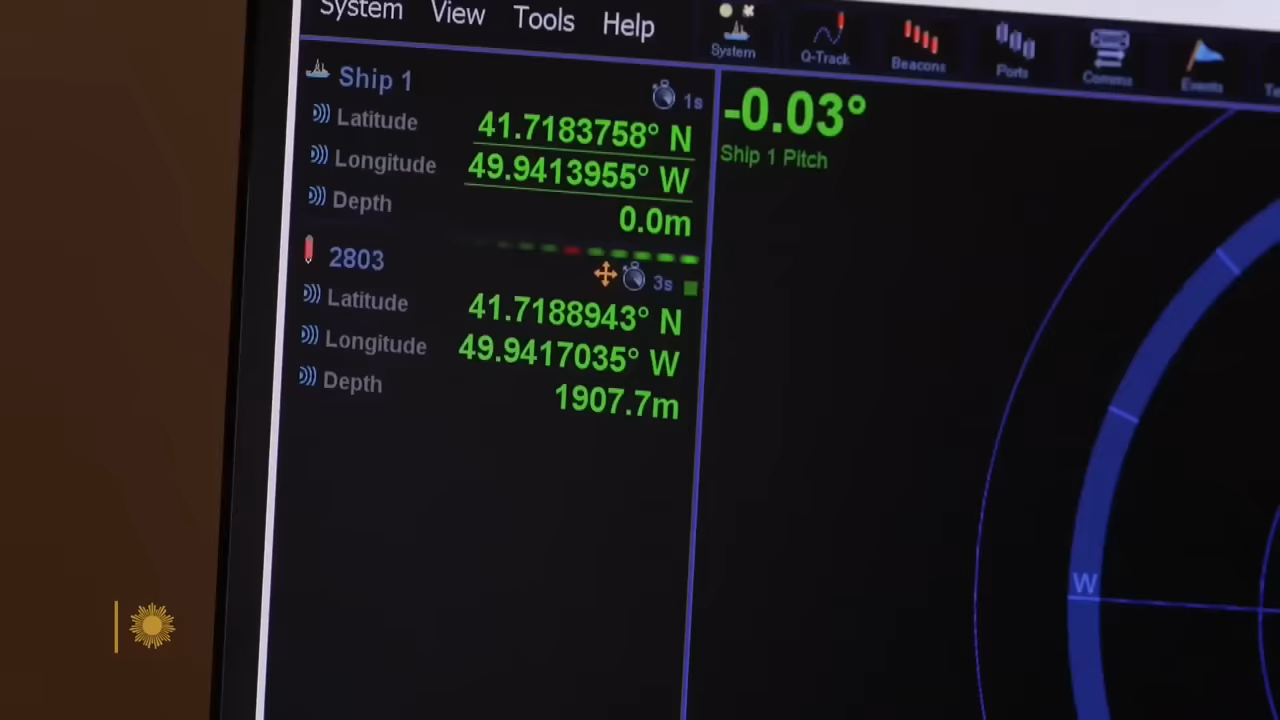 System View Tools Help
System Q-Track Beacons Ports Comms Events
Ship 1 1s
Latitude 41.7183758° N
Longitude 49.9413955° W
Depth 0.0m
2803 3s
Latitude 41.7188943° N
Longitude 49.9417035° W
Depth 1907.7m
-0.03°
Ship 1 Pitch
W